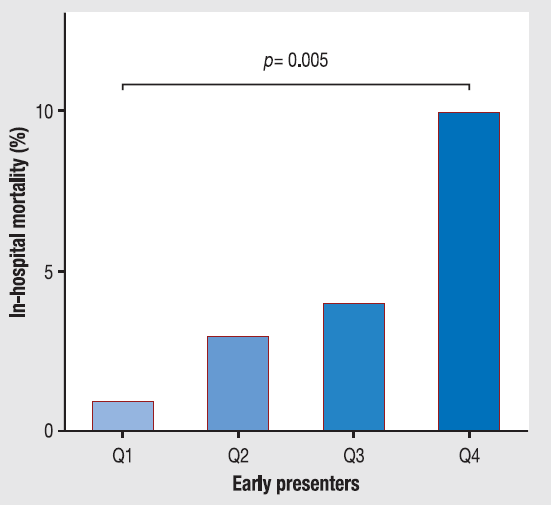 p= 0.005
In-hospital mortality (%)
10
5
0
Q1 Q2 Q3 Q4
Early presenters